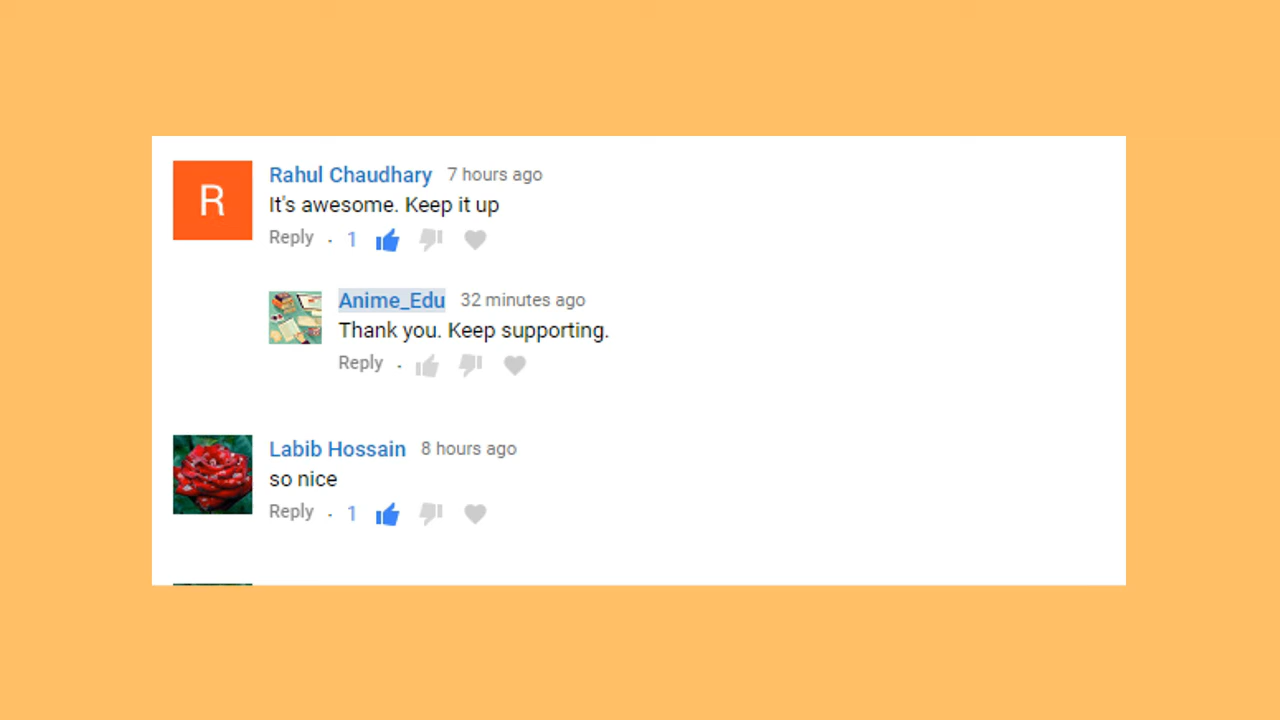 R
Rahul Chaudhary 7 hours ago
It's awesome. Keep it up
Reply . 1
Anime_Edu 32 minutes ago
Thank you. Keep supporting.
Reply .
Labib Hossain 8 hours ago
so nice
Reply . 1